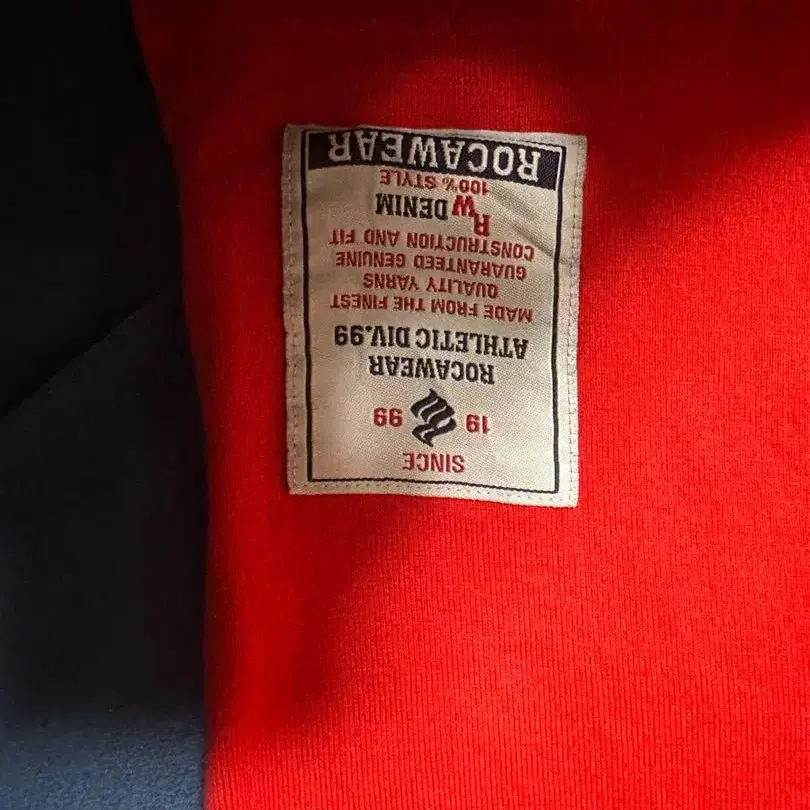 SINCE
19 99
ROCAWEAR
ATHLETIC DIV.99
MADE FROM THE FINEST
QUALITY YARNS
GUARANTEED GENUINE
CONSTRUCTION AND FIT
RW DENIM
100% STYLE
ROCAWEAR